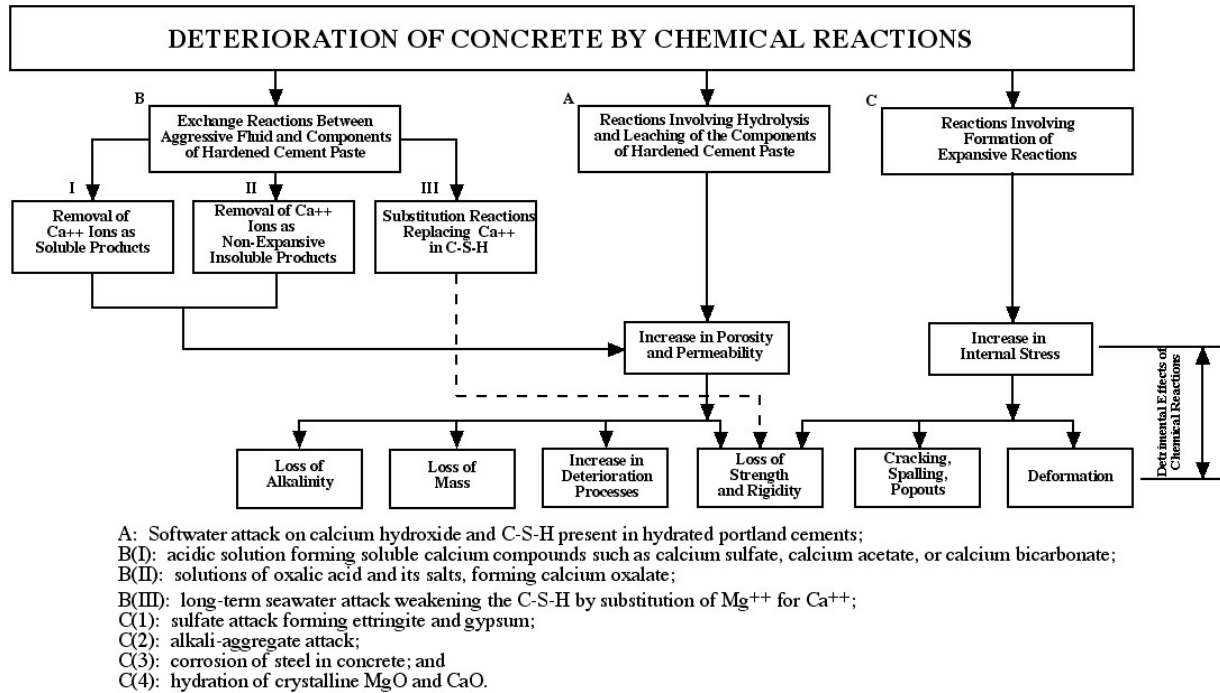 DETERIORATION OF CONCRETE BY CHEMICAL REACTIONS
B
Exchange Reactions Between
Aggressive Fluid and Components
of Hardened Cement Paste
A
Reactions Involving Hydrolysis
and Leaching of the Components
of Hardened Cement Paste
C
Reactions Involving
Formation of
Expansive Reactions
I
Removal of
Ca++ Ions as
Soluble Products
II
Removal of Ca++
Ions as
Non-Expansive
Insoluble Products
III
Substitution Reactions
Replacing Ca++
in C-S-H
Increase in Porosity
and Permeability
Increase in
Internal Stress
Detrimental Effects of
Chemical Reactions
Loss of
Alkalinity
Loss of
Mass
Increase in
Deterioration
Processes
Loss of
Strength
and Rigidity
Cracking,
Spalling,
Popouts
Deformation
A: Softwater attack on calcium hydroxide and C-S-H present in hydrated portland cements;
B(I): acidic solution forming soluble calcium compounds such as calcium sulfate, calcium acetate, or calcium bicarbonate;
B(II): solutions of oxalic acid and its salts, forming calcium oxalate;
B(III): long-term seawater attack weakening the C-S-H by substitution of Mg++ for Ca++;
C(1): sulfate attack forming ettringite and gypsum;
C(2): alkali-aggregate attack;
C(3): corrosion of steel in concrete; and
C(4): hydration of crystalline MgO and CaO.